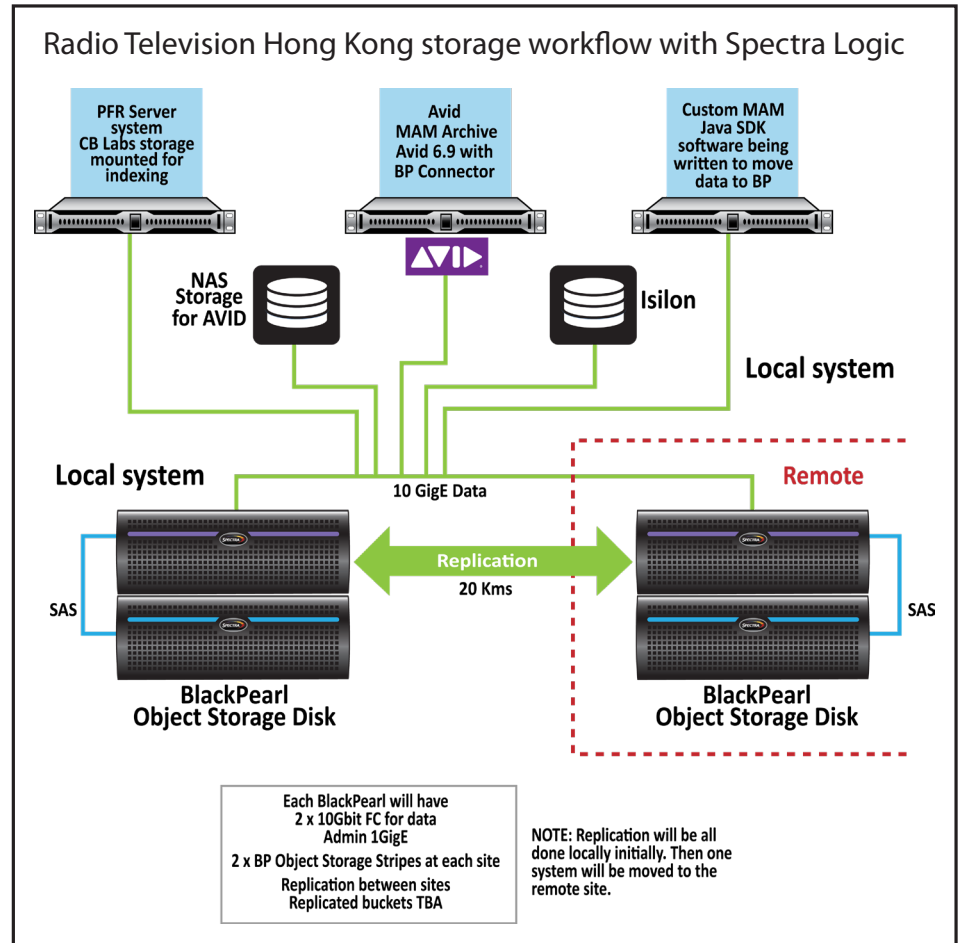 Radio Television Hong Kong storage workflow with Spectra Logic
PFR Server
system
CB Labs storage
mounted for
indexing
Avid
MAM Archive
Avid 6.9 with
BP Connector
Custom MAM
Java SDK
software being
written to move
data to BP
AVID
NAS
Storage
for AVID
Isilon
Local system
Local system
10 GigE Data
Remote
SPECTRA
SPECTRA
SPECTRA
SPECTRA
Replication
20 Kms
SAS
SAS
BlackPearl
Object Storage Disk
BlackPearl
Object Storage Disk
Each BlackPearl will have
2 x 10Gbit FC for data
Admin 1GigE
2 x BP Object Storage Stripes at each site
Replication between sites
Replicated buckets TBA
NOTE: Replication will be all
done locally initially. Then one
system will be moved to the
remote site.